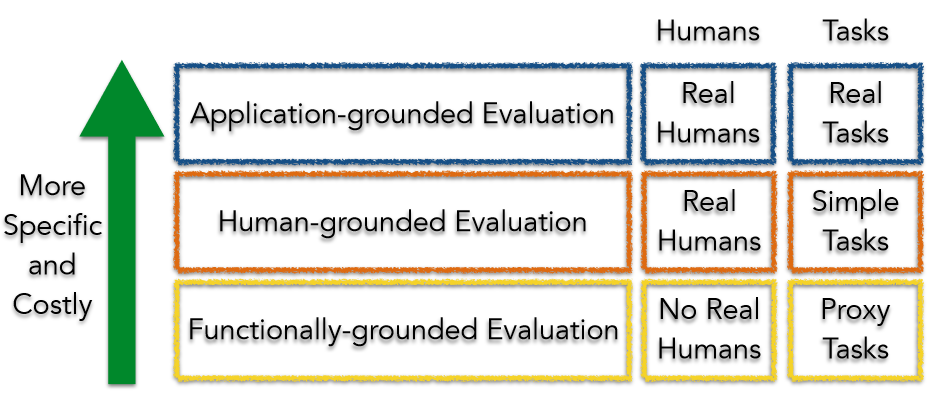 Humans
Tasks
Application-grounded Evaluation
Real
Humans
Real
Tasks
Human-grounded Evaluation
Real
Humans
Simple
Tasks
Functionally-grounded Evaluation
No Real
Humans
Proxy
Tasks
More
Specific
and
Costly